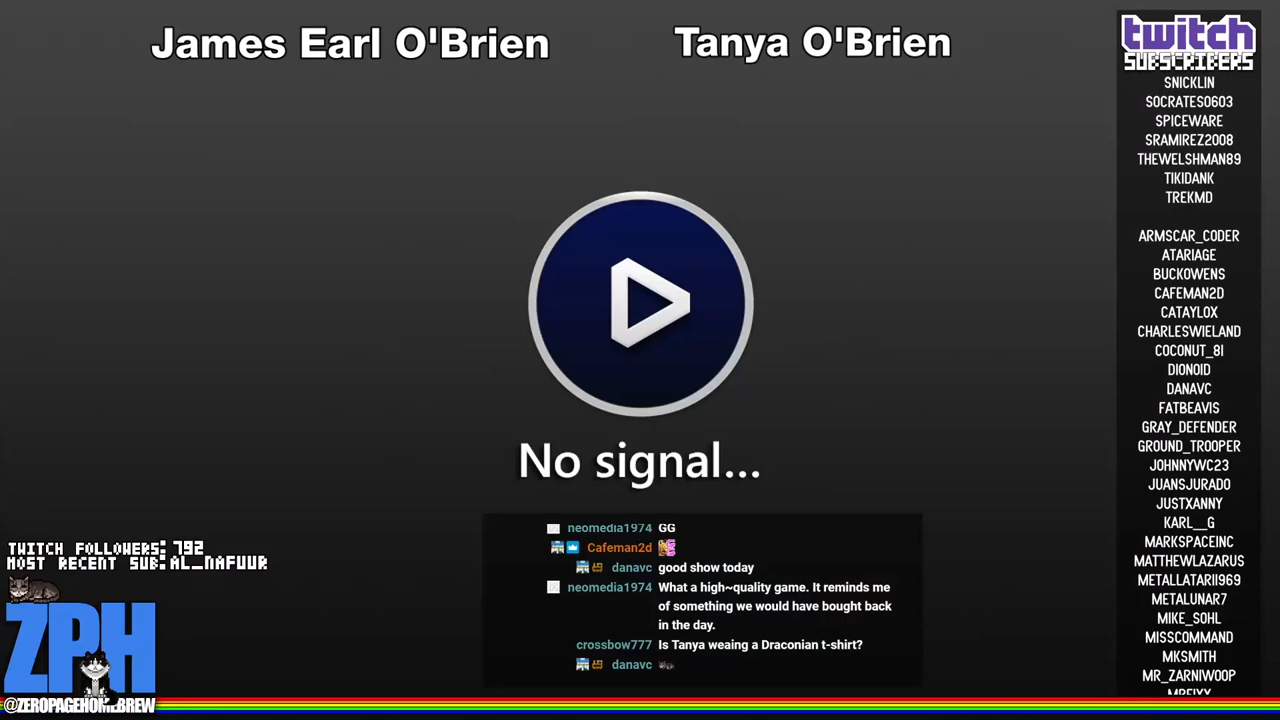 James Earl O'Brien
Tanya O'Brien
twitch
SUBSCRIBERS
SNICKLIN
SOCRATES0603
SPICEWARE
SRAMIREZ2008
THEWELSHMAN89
TIKIDANK
TREKMD
ARMSCAR_CODER
ATARIAGE
BUCKOWENS
CAFEMAN2D
CATAYLOX
CHARLESWIELAND
COCONUT_8I
DIONOID
DANAVC
FATBEAVIS
GRAY_DEFENDER
GROUND_TROOPER
JOHNNYWC23
JUANSJURADO
JUSTXANNY
KARL__G
MARKSPACEINC
MATTHEWLAZARUS
METALLATARI1969
METALUNAR7
MIKE_SOHL
MISSCOMMAND
MKSMITH
MR_ZARNIWOOP
No signal...
neomedia1974 GG
Cafeman2d
danavc good show today
neomedia1974 What a high~quality game. It reminds me
of something we would have bought back
in the day.
crossbow777 Is Tanya weaing a Draconian t-shirt?
danavc
TWITCH FOLLOWERS: 792
MOST RECENT SUB: AL_NAFUUR
ZPH
@ZEROPAGEHOMEBREW